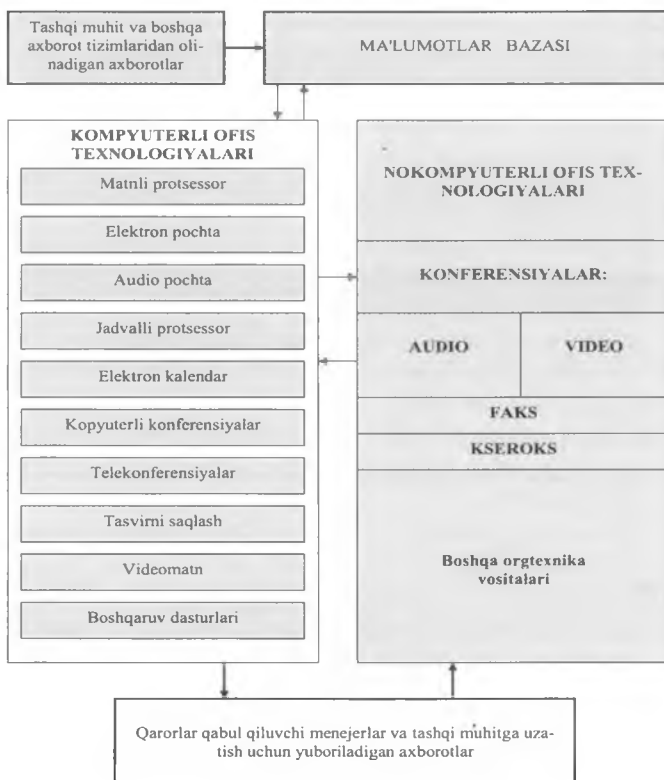 Tashqi muhit va boshqa
axborot tizimlaridan oli-
nadigan axborotlar
MA'LUMOTLAR BAZASI
KOMPYUTERLI OFIS
TEXNOLOGIYALARI
Matnli protsessor
Elektron pochta
Audio pochta
Jadvalli protsessor
Elektron kalendar
Kopyuterli konferensiyalar
Telekonferensiyalar
Tasvirni saqlash
Videomatn
Boshqaruv dasturlari
NOKOMPYUTERLI OFIS TEX-
NOLOGIYALARI
KONFERENSIYALAR:
AUDIO
VIDEO
FAKS
KSEROKS
Boshqa orgtexnika
vositalari
Qarorlar qabul qiluvchi menejerlar va tashqi muhitga uza-
tish uchun yuboriladigan axborotlar